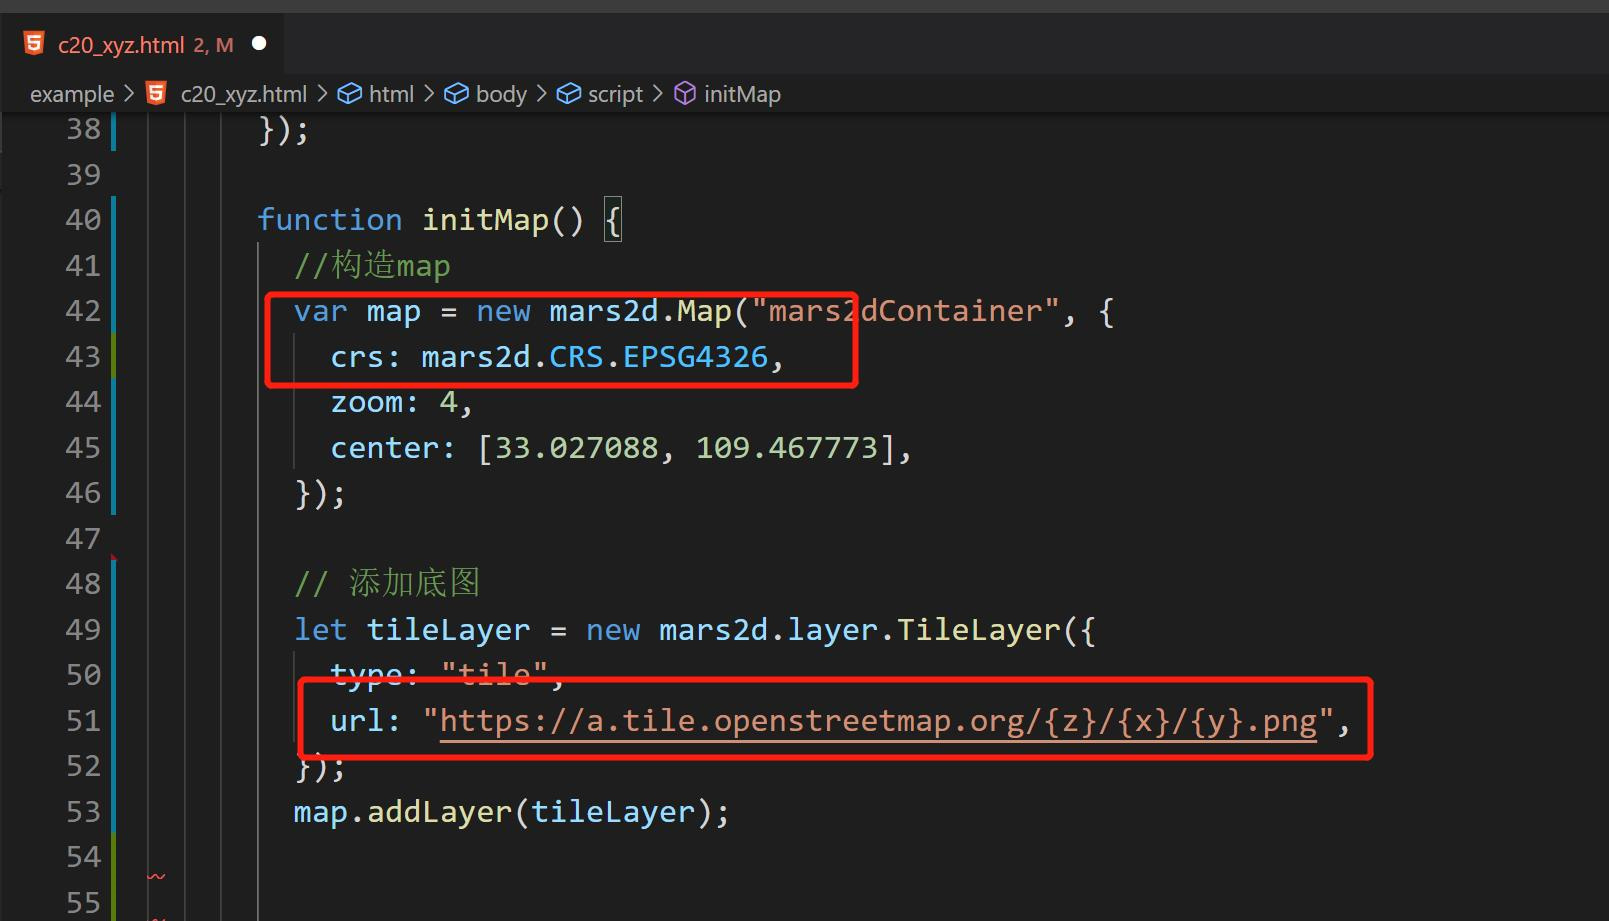 c20_xyz.html 2, M
example > c20_xyz.html > html > body > script > initMap
38 });
39
40 function initMap() {
41 //构造map
42 var map = new mars2d.Map("mars2dContainer", {
43 crs: mars2d.CRS.EPSG4326,
44 zoom: 4,
45 center: [33.027088, 109.467773],
46 });
47
48 // 添加底图
49 let tileLayer = new mars2d.layer.TileLayer({
50 type: "tile",
51 url: "https://a.tile.openstreetmap.org/{z}/{x}/{y}.png",
52 });
53 map.addLayer(tileLayer);
54
55